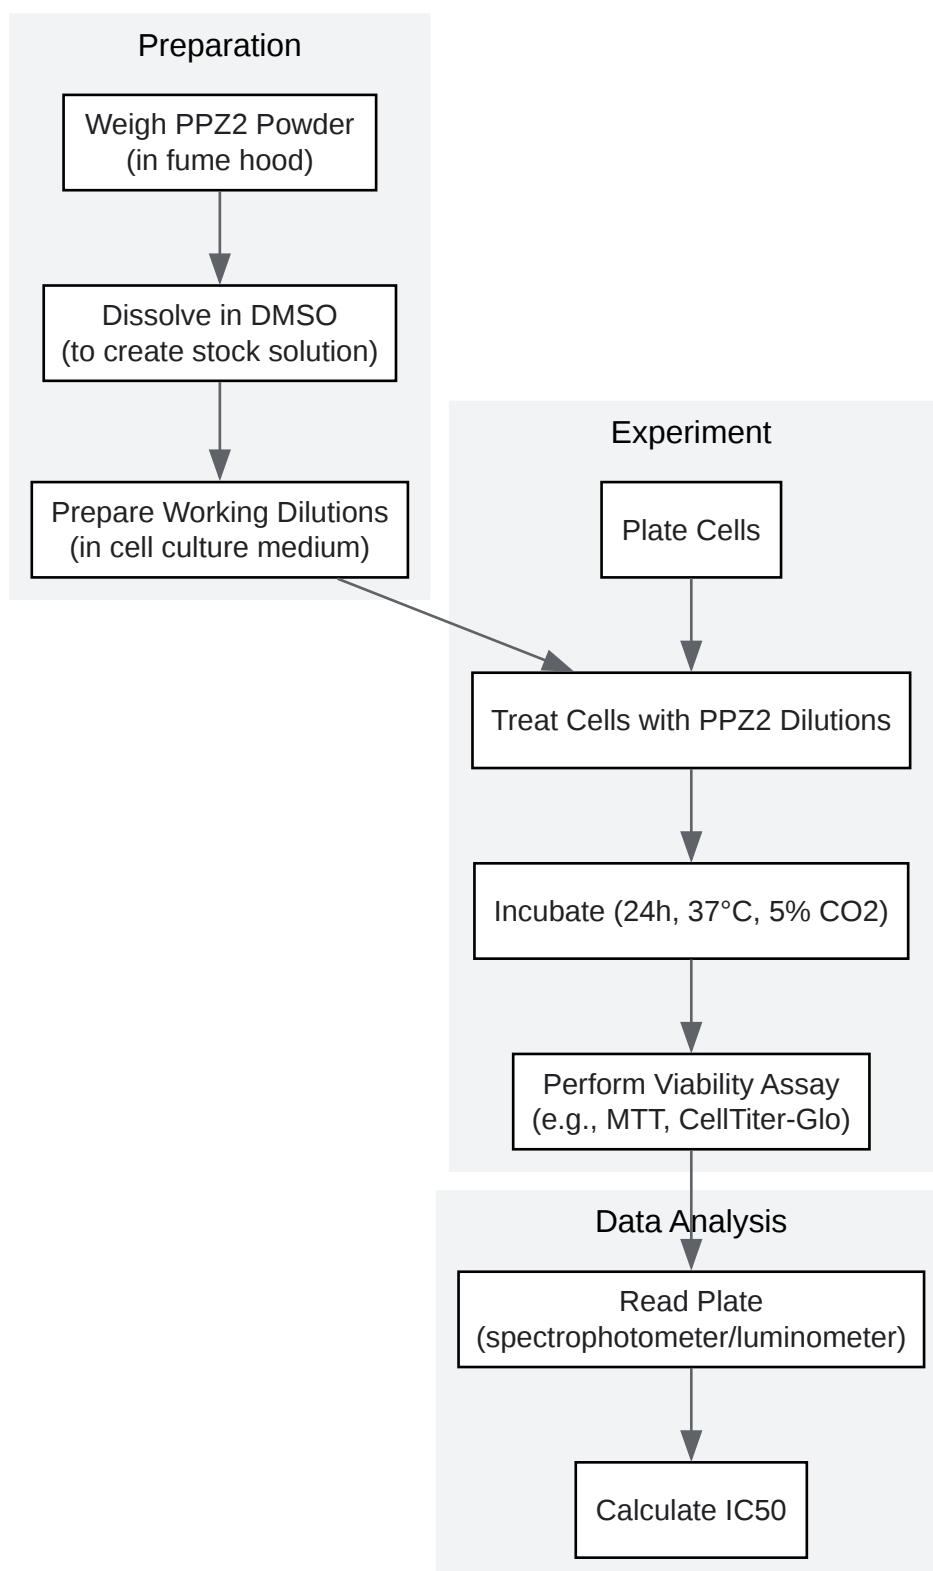 Preparation
Weigh PPZ2 Powder
(in fume hood)
Dissolve in DMSO
(to create stock solution)
Prepare Working Dilutions
(in cell culture medium)
Experiment
Plate Cells
Treat Cells with PPZ2 Dilutions
Incubate (24h, 37°C, 5% CO2)
Perform Viability Assay
(e.g., MTT, CellTiter-Glo)
Data Analysis
Read Plate
(spectrophotometer/luminometer)
Calculate IC50